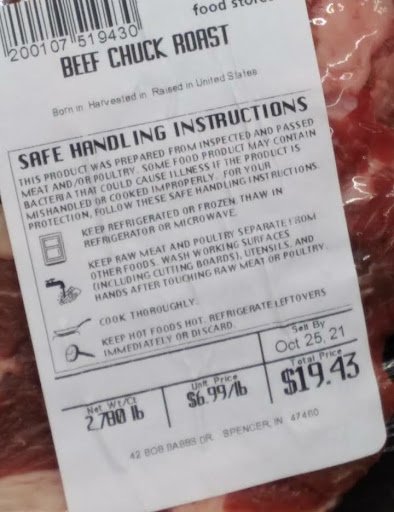 food
200107 519430
BEEF CHUCK ROAST
Born in Harvested in Raised in United States
SAFE HANDLING INSTRUCTIONS
THIS PRODUCT WAS PREPARED FROM INSPECTED AND PASSED
MEAT AND/OR POULTRY. SOME FOOD PRODUCT MAY CONTAIN
BACTERIA THAT COULD CAUSE ILLNESS IF THE PRODUCT IS
MISHANDLED OR COOKED IMPROPERLY. FOR YOUR
PROTECTION, FOLLOW THESE SAFE HANDLING INSTRUCTIONS.
KEEP REFRIGERATED OR FROZEN. THAW IN
REFRIGERATOR OR MICROWAVE.
KEEP RAW MEAT AND POULTRY SEPARATE FROM
OTHER FOODS. WASH WORKING SURFACES
(INCLUDING CUTTING BOARDS), UTENSILS, AND
HANDS AFTER TOUCHING RAW MEAT OR POULTRY.
COOK THOROUGHLY.
KEEP HOT FOODS HOT. REFRIGERATE LEFTOVERS
IMMEDIATELY OR DISCARD.
Sell By
Oct 25, 21
Net Wt/Ct
2.780 lb
Unit Price
$6.99/lb
Total Price
$19.43
42 BOB BABBS DR. SPENCER, IN 47460